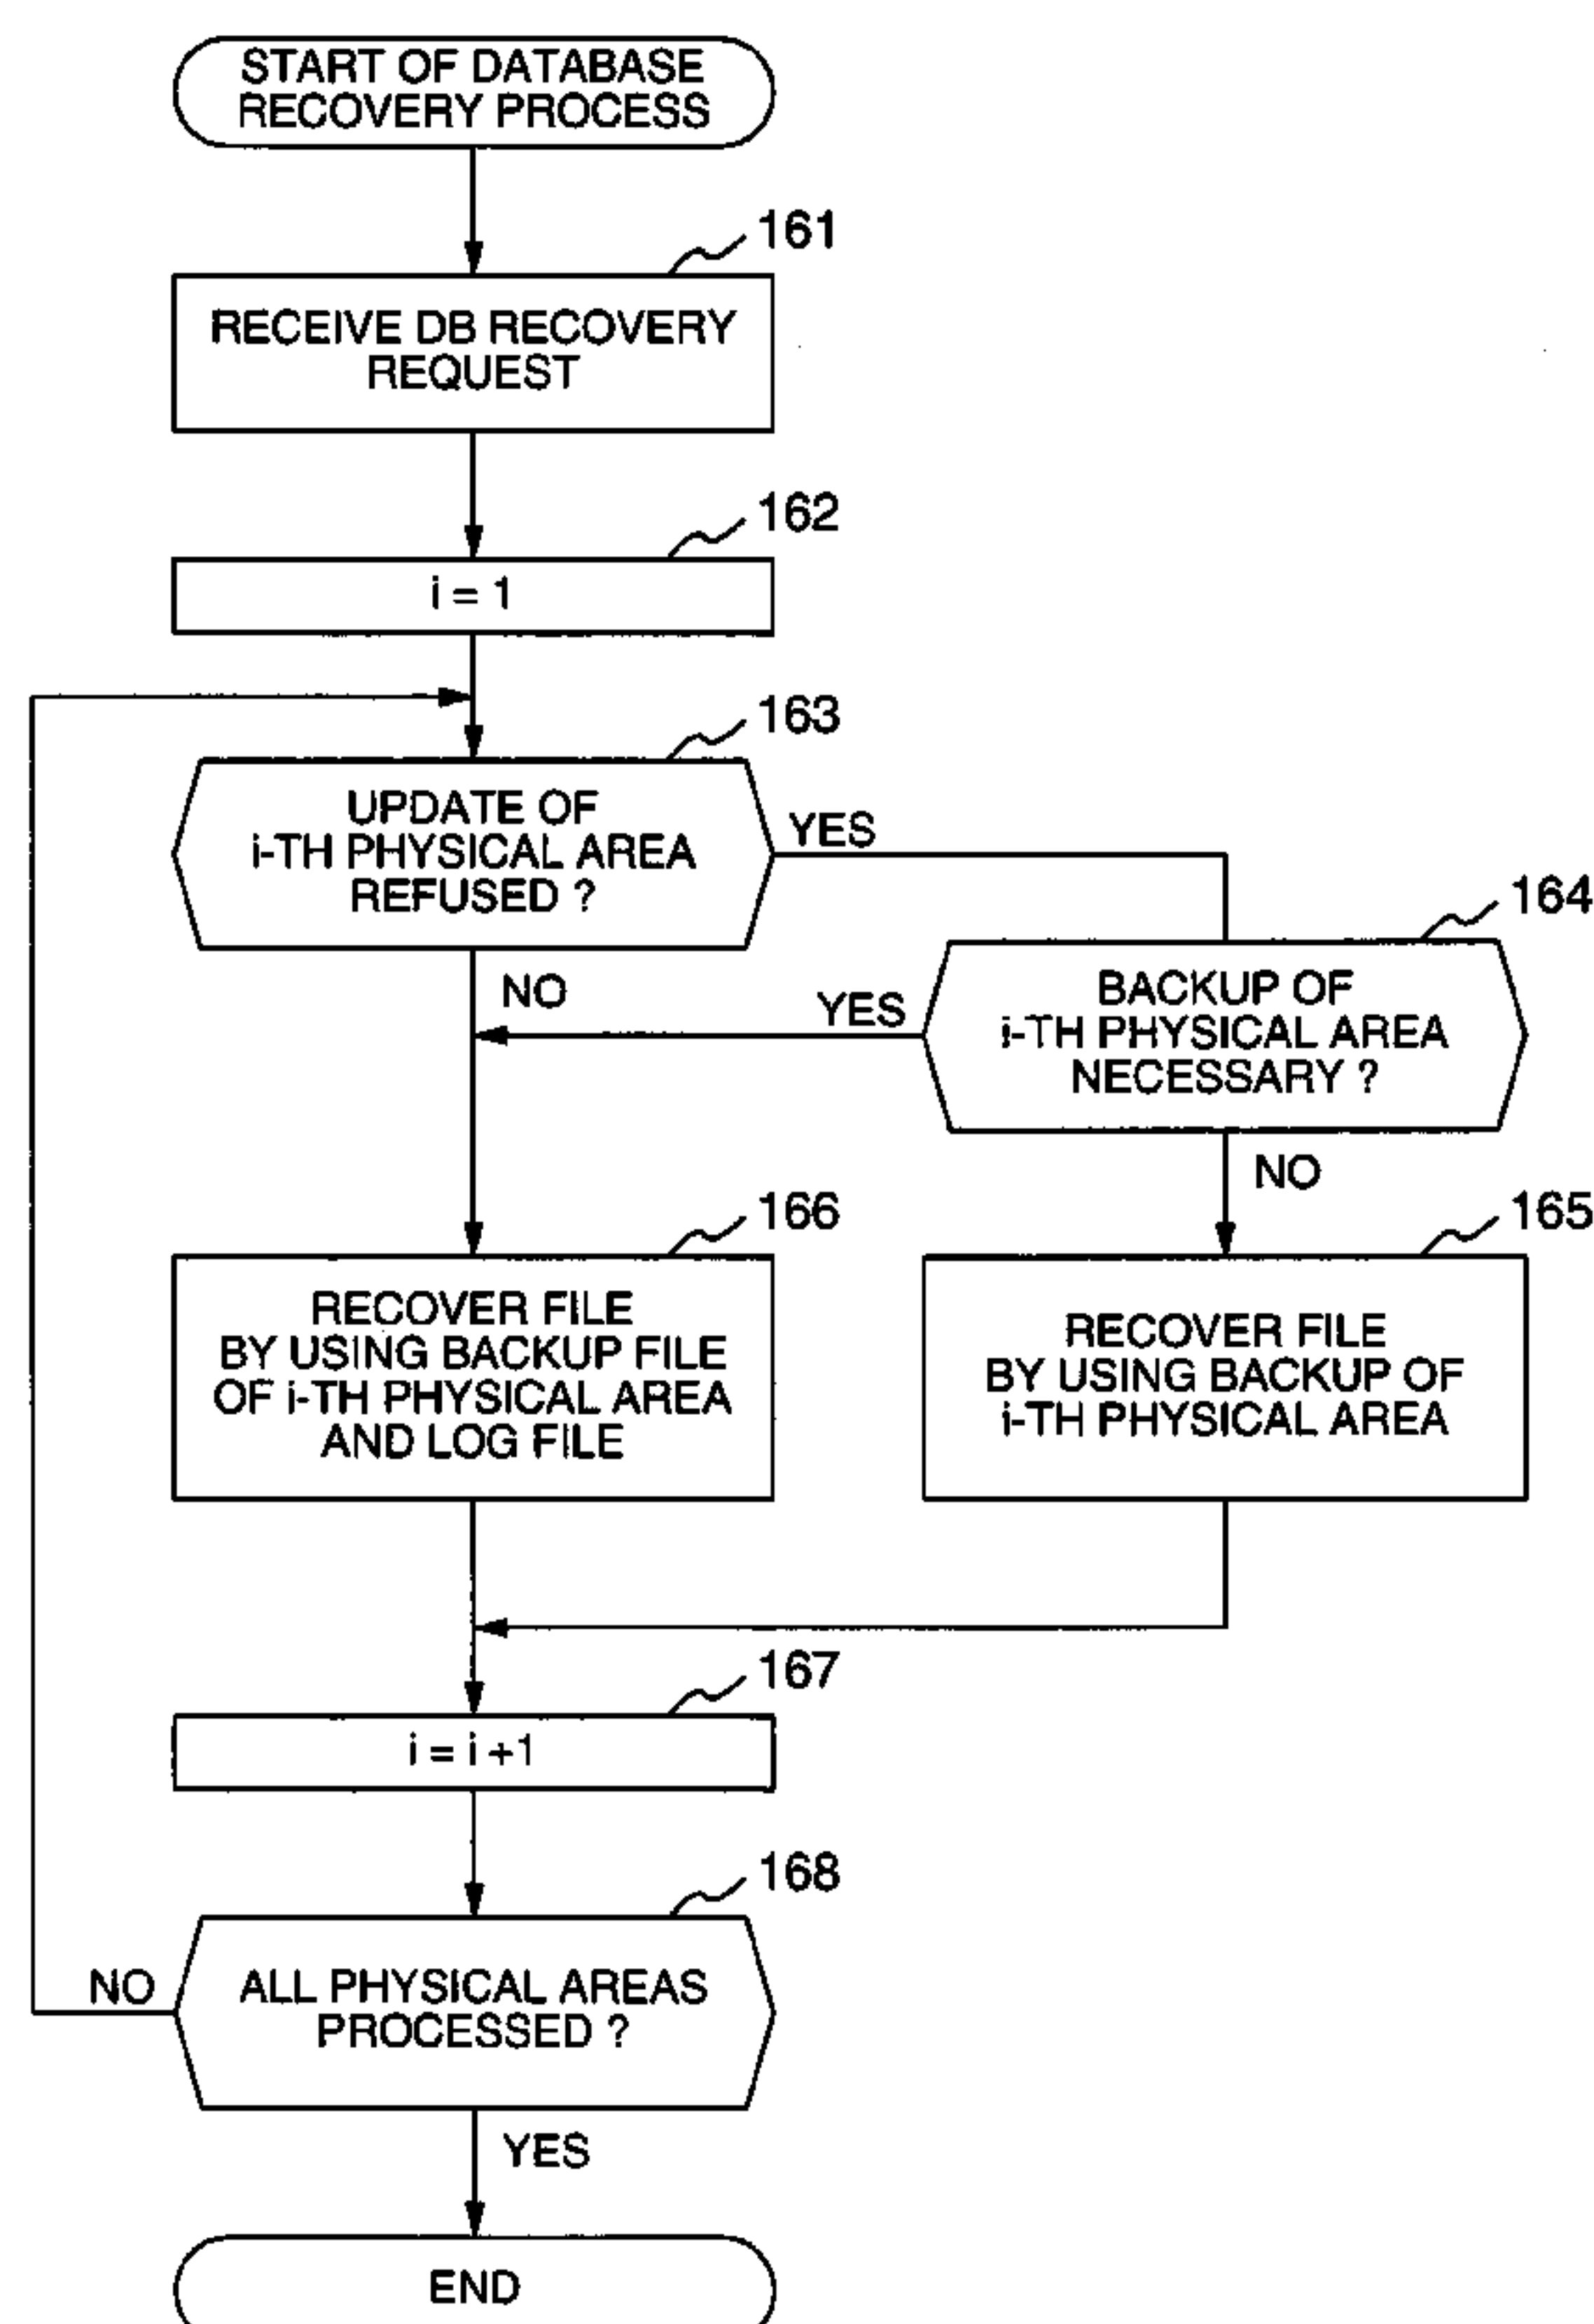 START OF DATABASE
RECOVERY PROCESS
161
RECEIVE DB RECOVERY
REQUEST
162
i = 1
163
UPDATE OF
i-TH PHYSICAL AREA
REFUSED ?
YES
164
NO
YES
BACKUP OF
i-TH PHYSICAL AREA
NECESSARY ?
NO
166
RECOVER FILE
BY USING BACKUP FILE
OF i-TH PHYSICAL AREA
AND LOG FILE
165
RECOVER FILE
BY USING BACKUP OF
i-TH PHYSICAL AREA
167
i = i +1
168
NO
ALL PHYSICAL AREAS
PROCESSED ?
YES
END